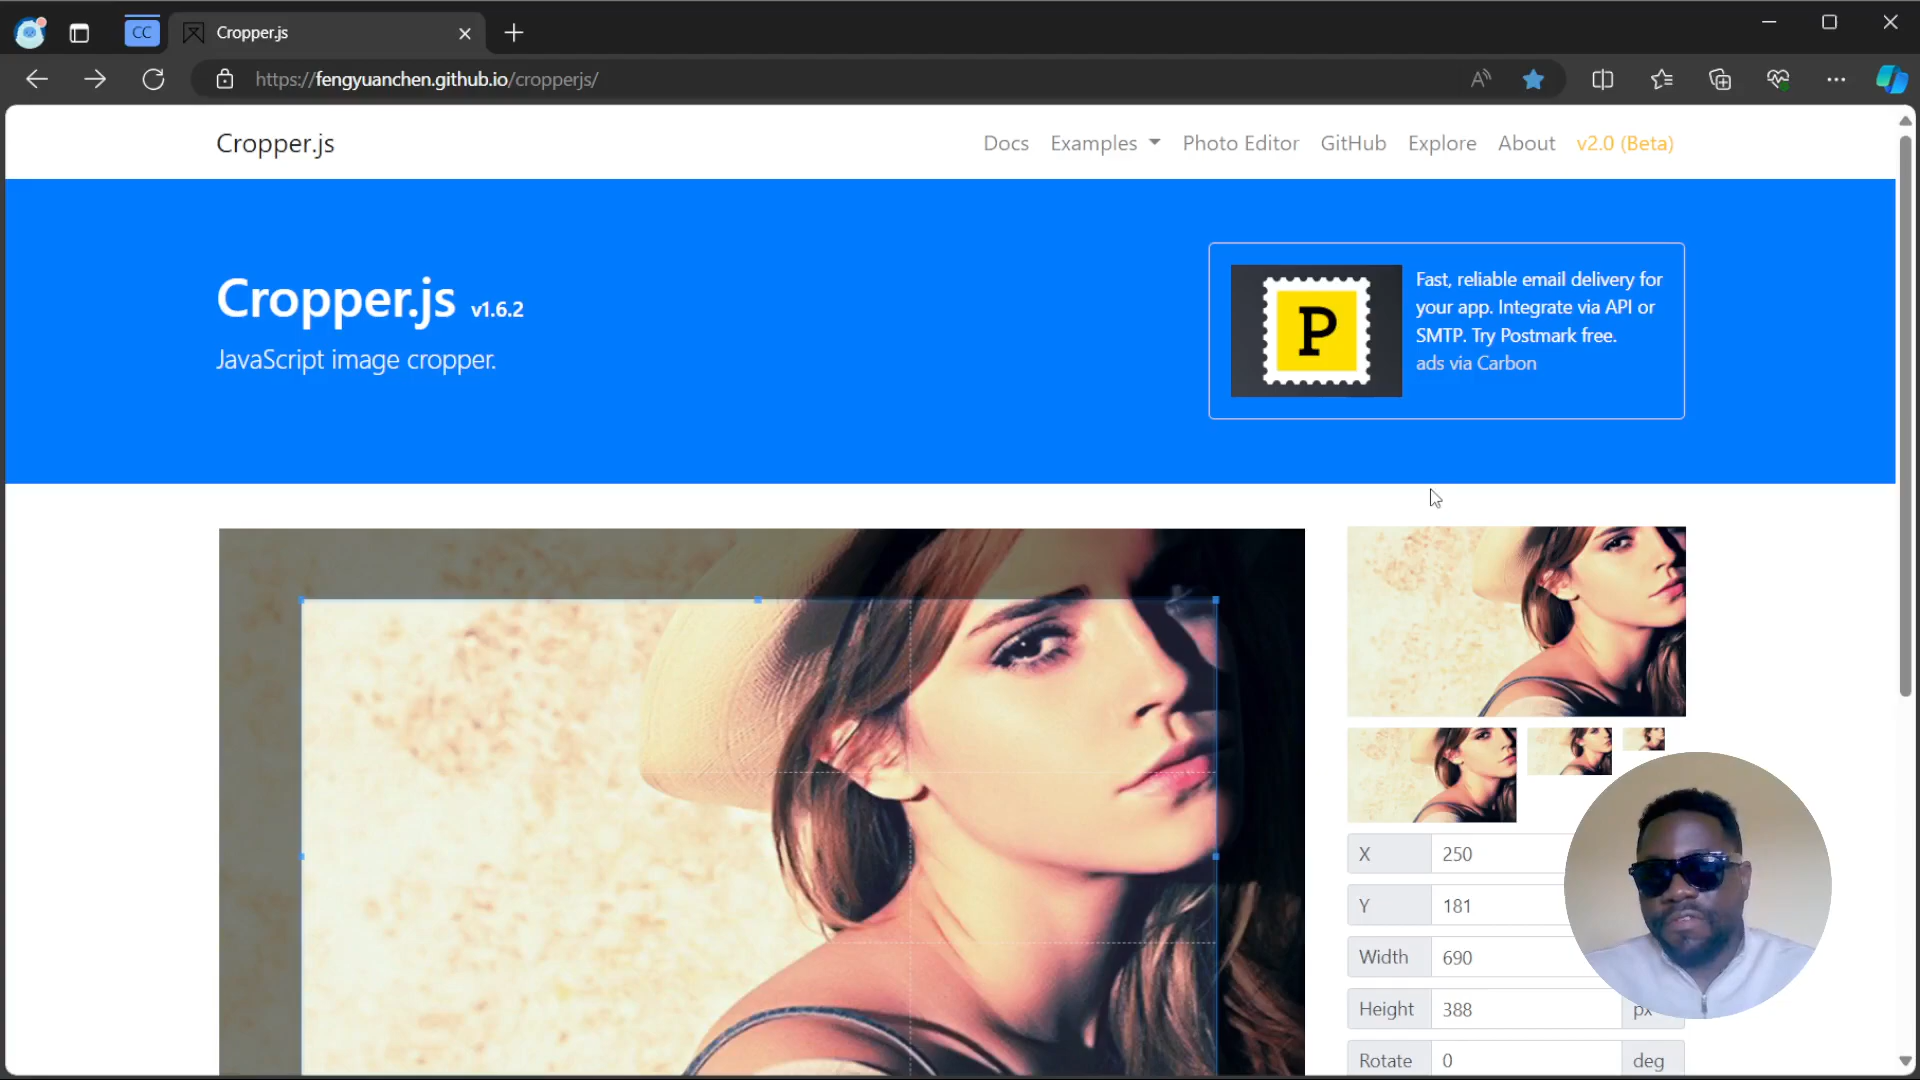 CC
Cropper.js
https://fengyuanchen.github.io/cropperjs/
Cropper.js
Docs Examples Photo Editor GitHub Explore About v2.0 (Beta)
Cropper.js v1.6.2
JavaScript image cropper.
P
Fast, reliable email delivery for
your app. Integrate via API or
SMTP. Try Postmark free.
ads via Carbon
X 250
Y 181
Width 690
Height 388 px
Rotate 0 deg